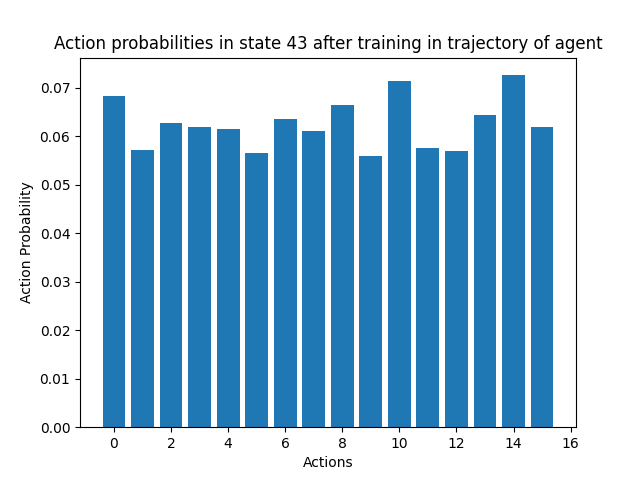 Action probabilities in state 43 after training in trajectory of agent
0.07
0.06
0.05
0.04
0.03
0.02
0.01
0.00
Action Probability
0 2 4 6 8 10 12 14 16
Actions